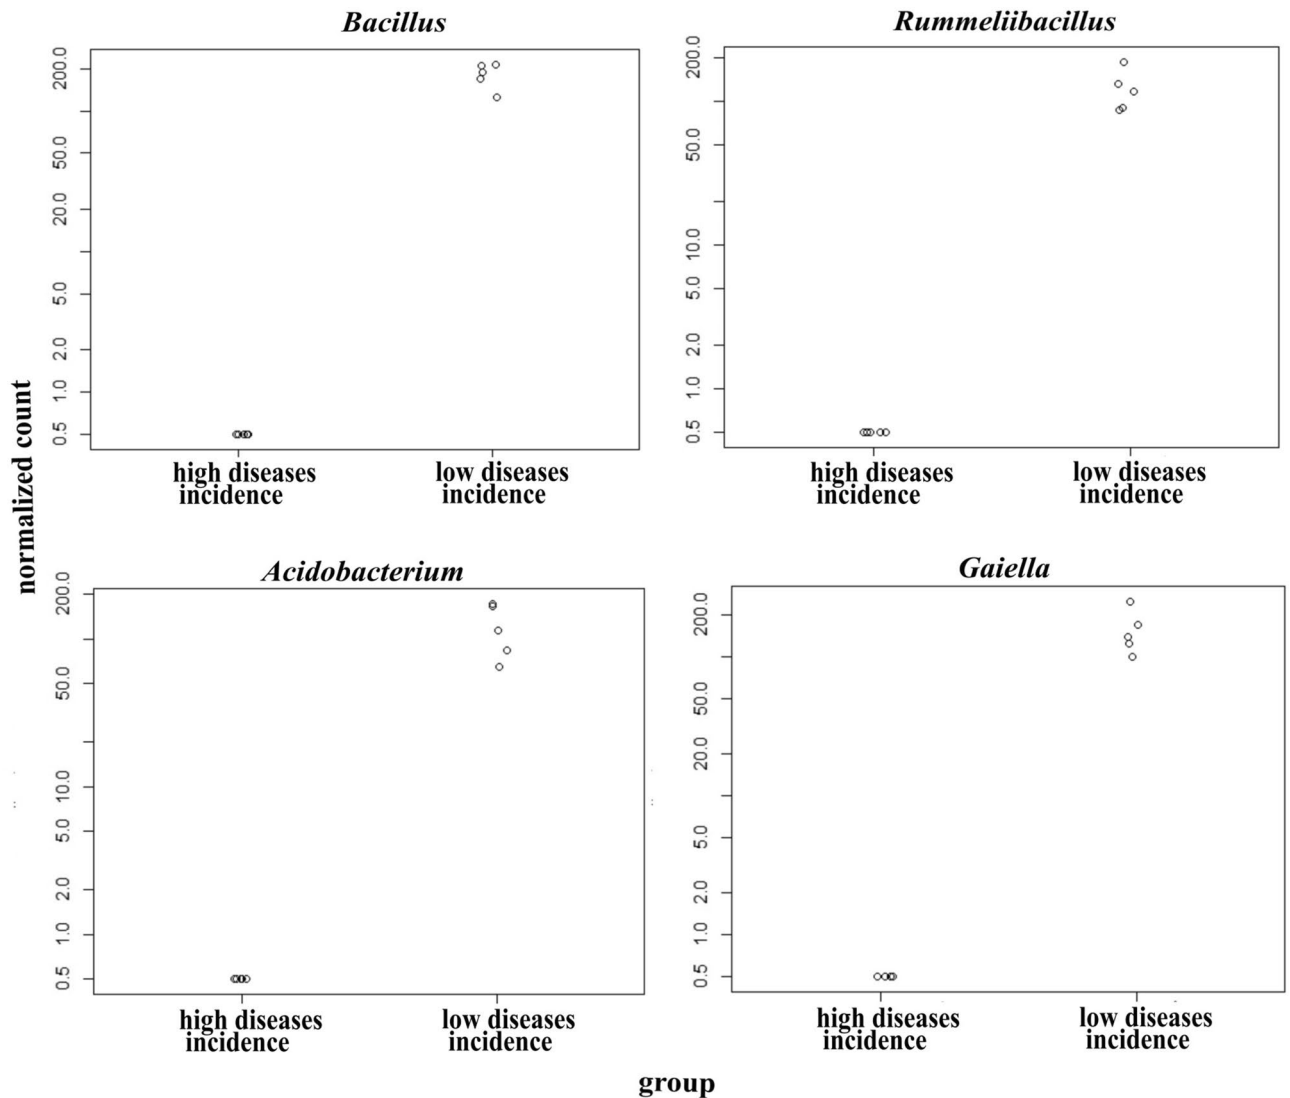 Bacillus
Rummeliibacillus
normalized count
200.0
50.0
20.0
5.0
2.0
1.0
0.5
high diseases
incidence
low diseases
incidence
200.0
50.0
10.0
5.0
2.0
1.0
0.5
high diseases
incidence
low diseases
incidence
Acidobacterium
Gaiella
200.0
50.0
10.0
5.0
2.0
1.0
0.5
high diseases
incidence
low diseases
incidence
200.0
50.0
20.0
5.0
2.0
1.0
0.5
high diseases
incidence
low diseases
incidence
group